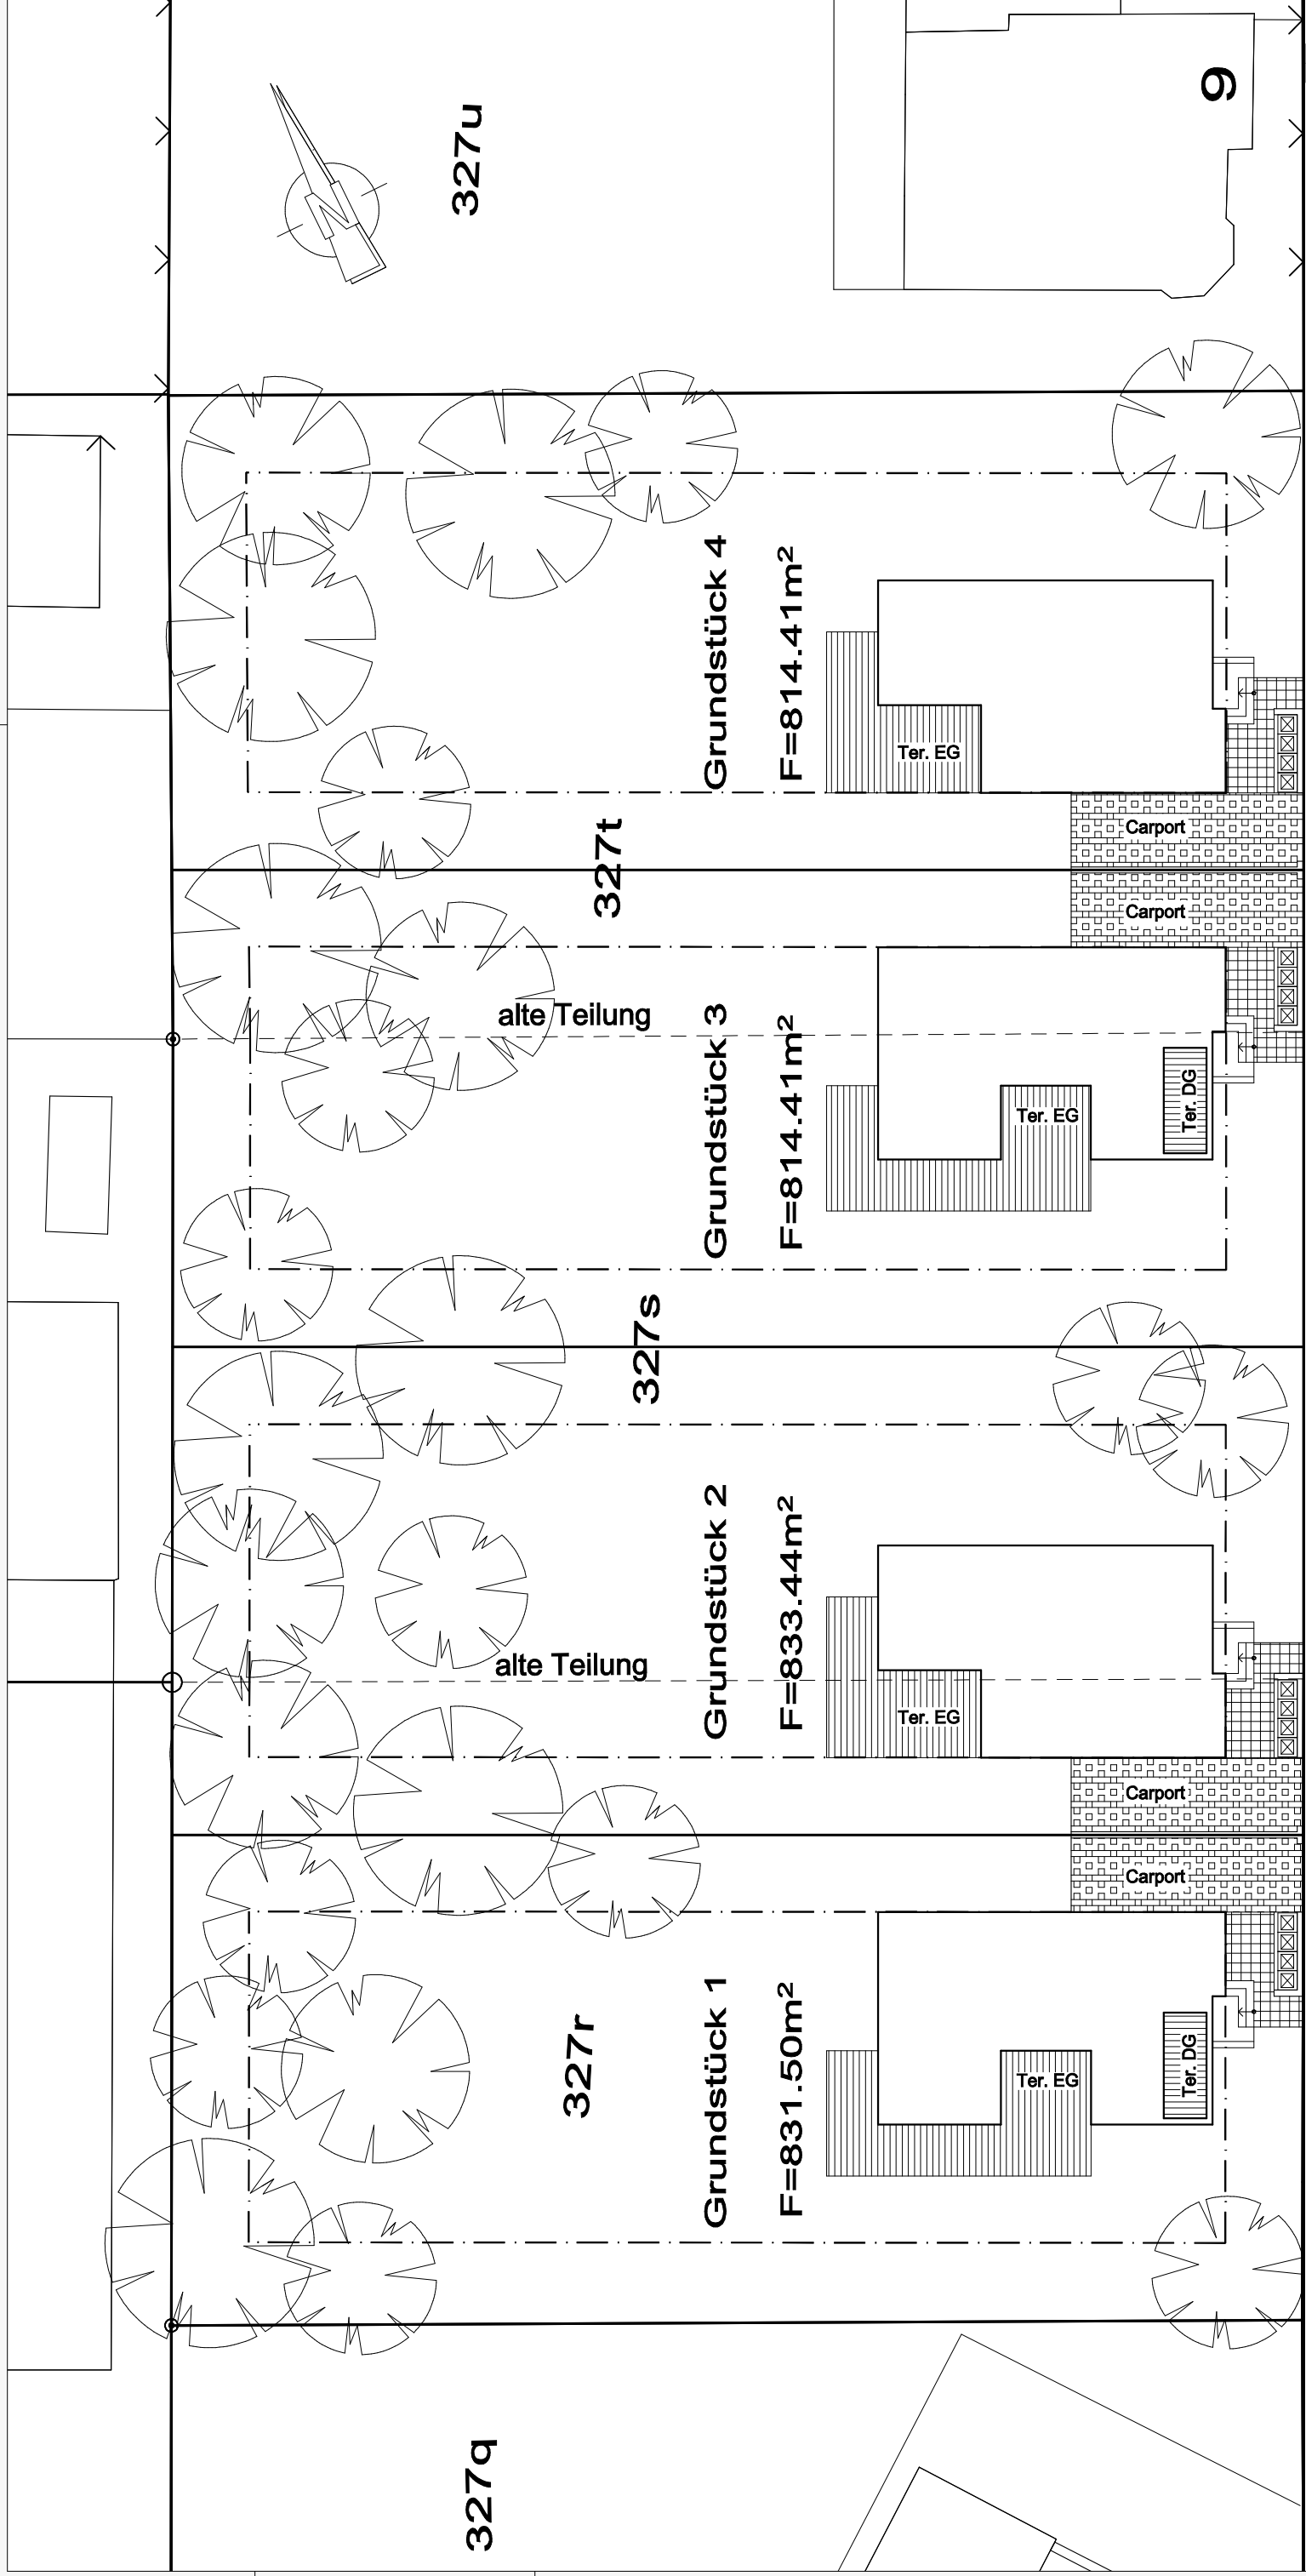 327u
9
Grundstück 4
F=814.41m²
Ter. EG
Carport
327t
Carport
alte Teilung
Grundstück 3
F=814.41m²
Ter. EG
Ter. DG
327s
Grundstück 2
F=833.44m²
alte Teilung
Ter. EG
Carport
Carport
327r
Grundstück 1
F=831.50m²
Ter. EG
Ter. DG
327q
N